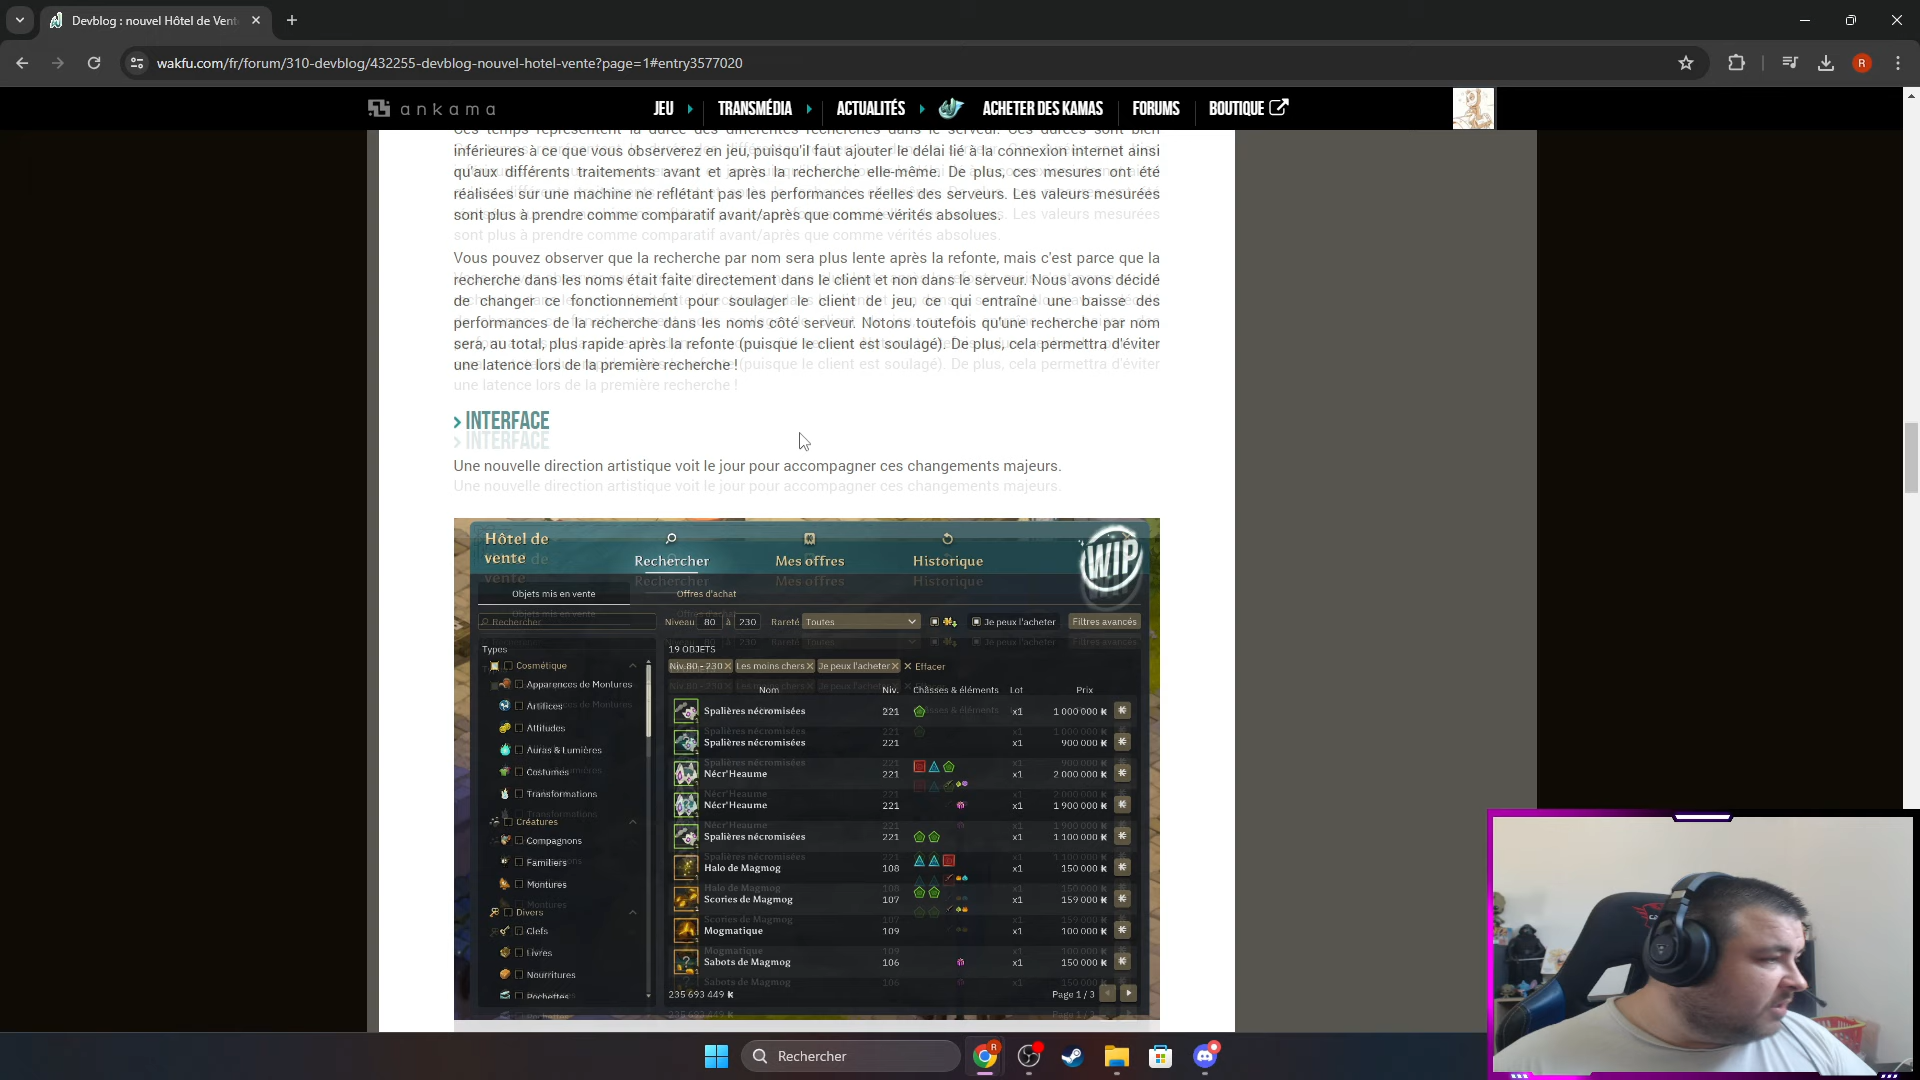 Devblog : nouvel Hôtel de Vent
wakfu.com/fr/forum/310-devblog/432255-devblog-nouvel-hotel-vente?page=1#entry3577020
R
ankama
JEU
TRANSMÉDIA
ACTUALITÉS
ACHETER DES KAMAS
FORUMS
BOUTIQUE
Ces temps représentent la durée des différentes recherches dans le serveur. Ces durées sont bien
inférieures à ce que vous observerez en jeu, puisqu'il faut ajouter le délai lié à la connexion internet ainsi
qu'aux différents traitements avant et après la recherche elle-même. De plus, ces mesures ont été
réalisées sur une machine ne reflétant pas les performances réelles des serveurs. Les valeurs mesurées
sont plus à prendre comme comparatif avant/après que comme vérités absolues.
Vous pouvez observer que la recherche par nom sera plus lente après la refonte, mais c'est parce que la
recherche dans les noms était faite directement dans le client et non dans le serveur. Nous avons décidé
de changer ce fonctionnement pour soulager le client de jeu, ce qui entraîne une baisse de
performances de la recherche dans les noms côté serveur. Notons toutefois qu'une recherche par nom
sera, au total, plus rapide après la refonte (puisque le client est soulagé). De plus, cela permettra d'éviter
une latence lors de la première recherche !
> INTERFACE
Une nouvelle direction artistique voit le jour pour accompagner ces changements majeurs.
Hôtel de
vente
Rechercher
Mes offres
Historique
WIP
Objets mis en vente
Offres d'achat
Rechercher
Niveau 80 à 230
Rareté Toutes
Je peux l'acheter
Filtres avancés
Types
19 OBJETS
Niv.80 - 230 × Les moins chers × Je peux l'acheter × × Effacer
Nom Niv. Châsses & éléments Lot Prix
Cosmétique
Apparences de Montures
Artifices
Attitudes
Auras & Lumières
Costumes
Transformations
Créatures
Compagnons
Familiers
Montures
Divers
Clefs
Livres
Nourritures
Pochettes
Spalières nécromisées 221 x1 1 000 000
Spalières nécromisées 221 x1 900 000
Nécr'Heaume 221 x1 2 000 000
Nécr'Heaume 221 x1 1 900 000
Spalières nécromisées 221 x1 1 100 000
Halo de Magmog 108 x1 150 000
Scories de Magmog 107 x1 159 000
Mogmatique 109 x1 100 000
Sabots de Magmog 106 x1 150 000
235 693 449
Page 1 / 3
Rechercher